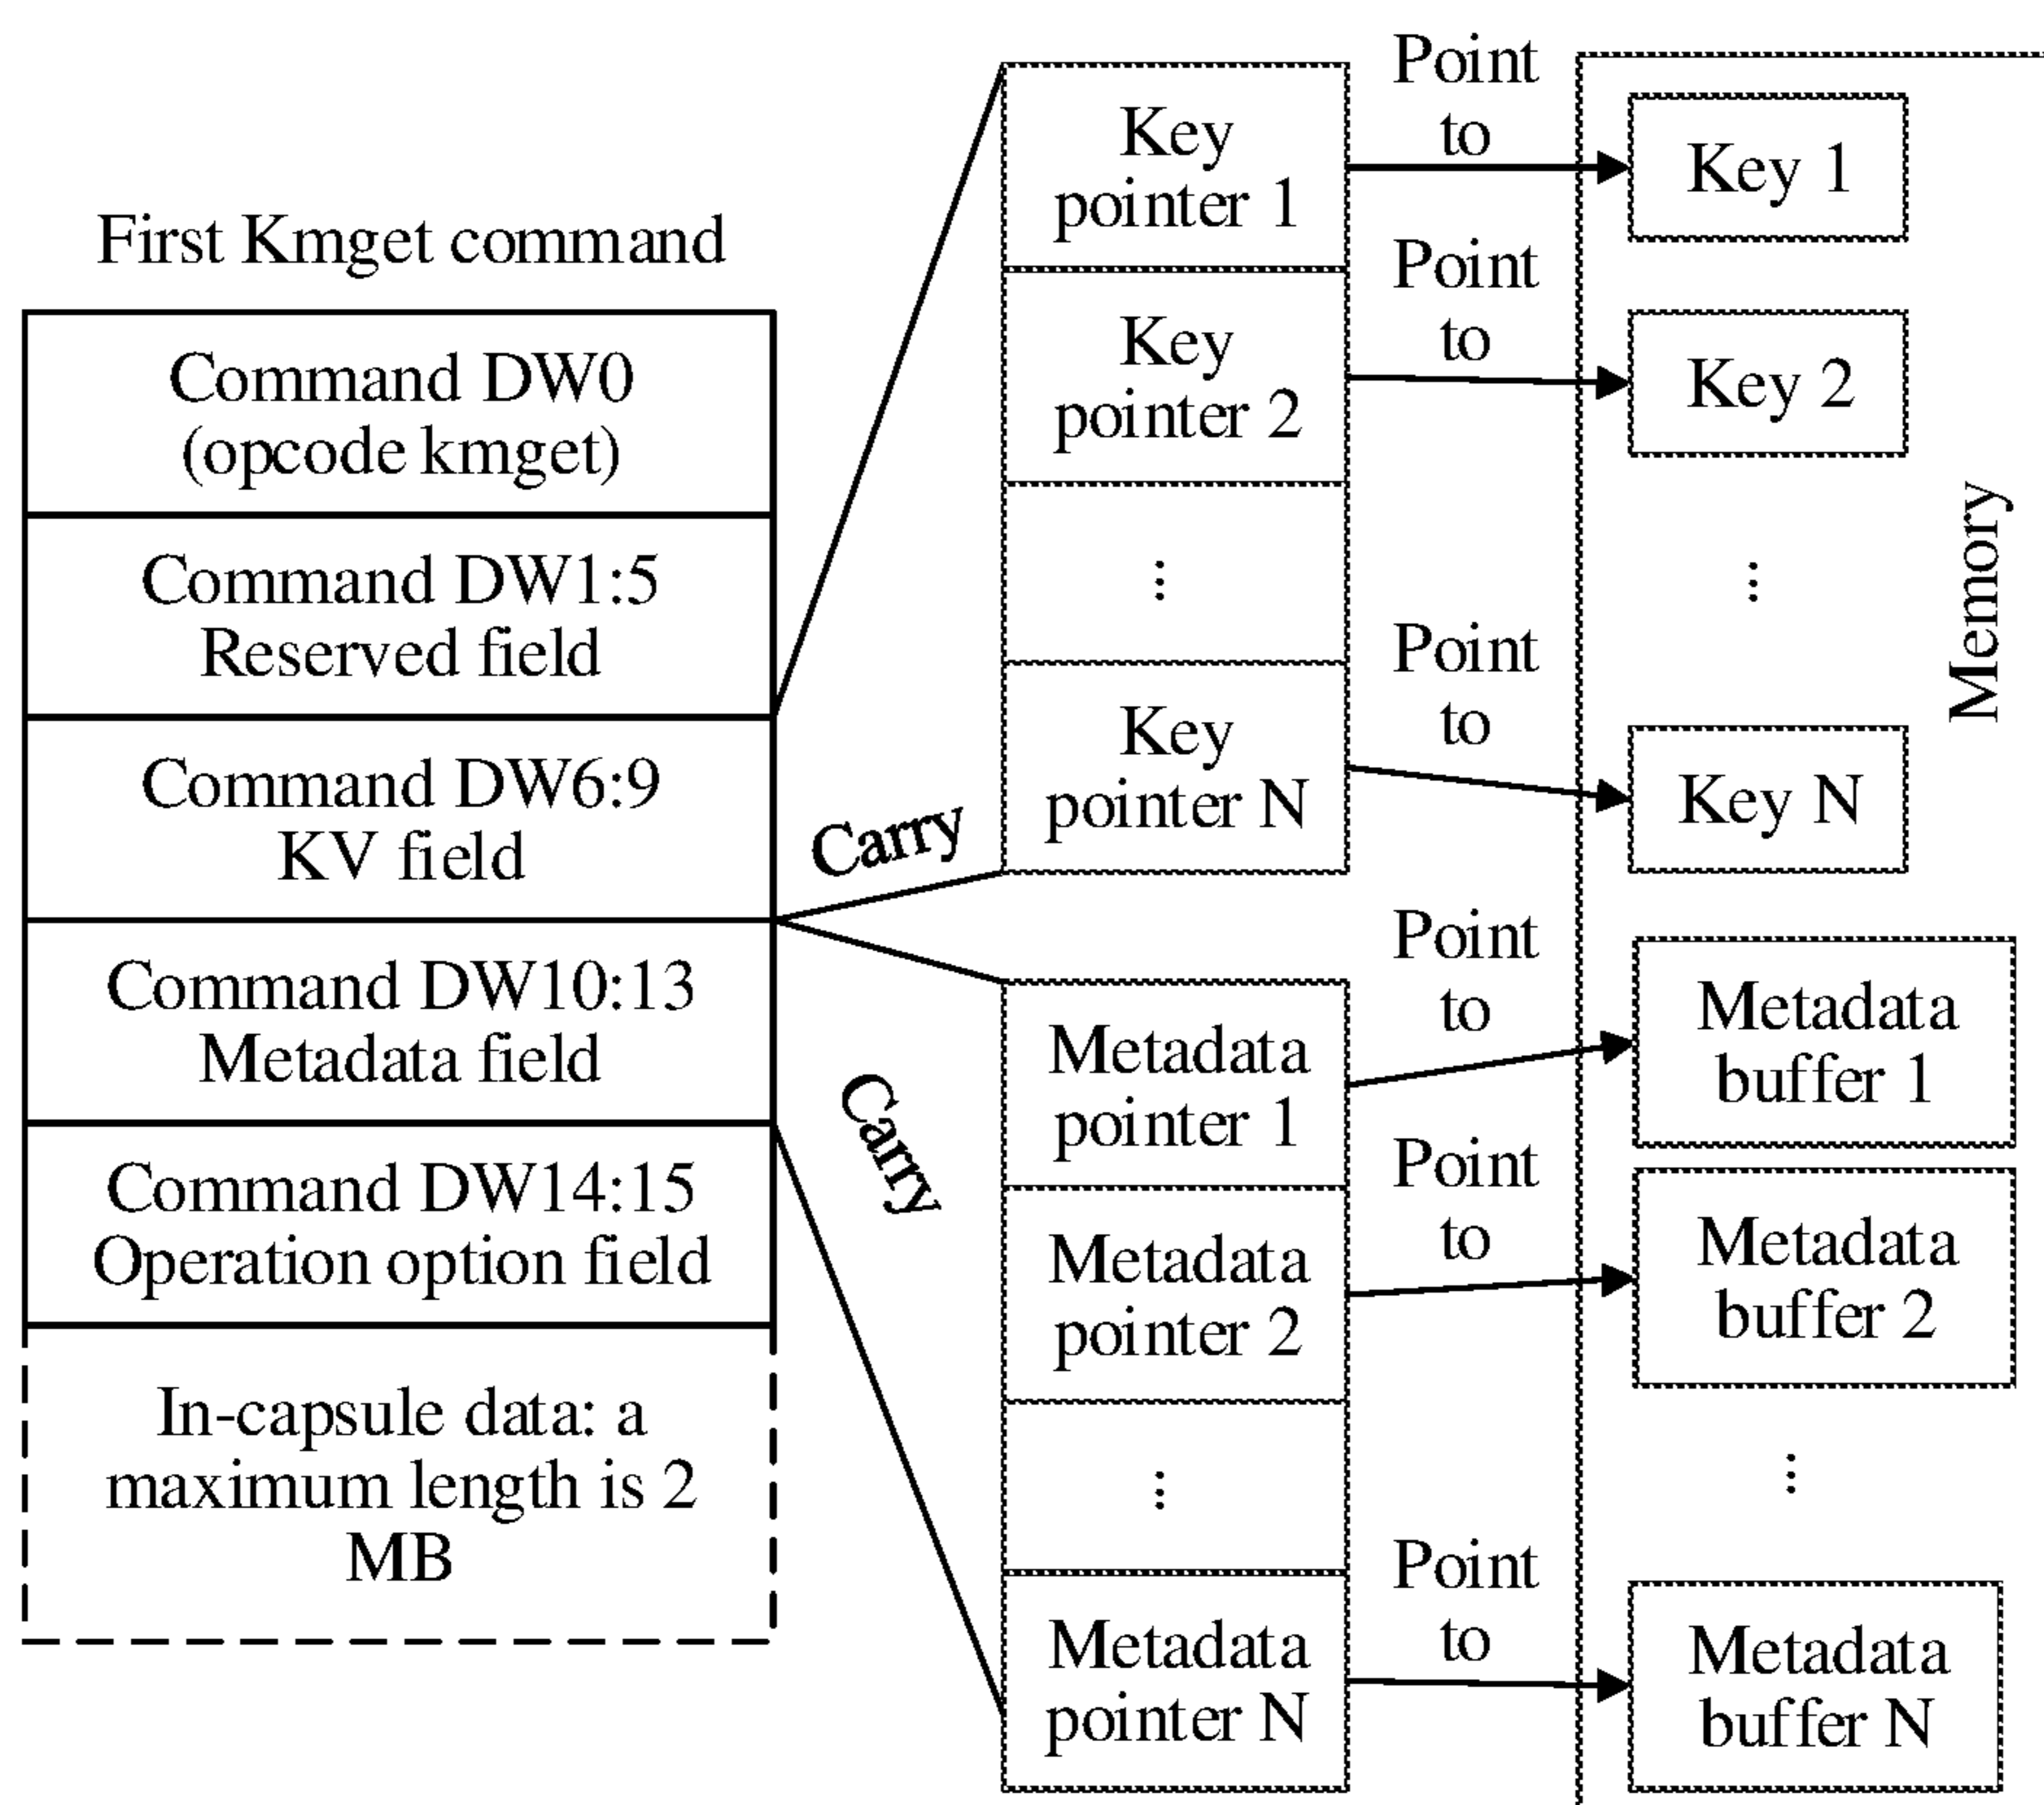 First Kmget command
Command DW0
(opcode kmget)
Command DW1:5
Reserved field
Command DW6:9
KV field
Command DW10:13
Metadata field
Command DW14:15
Operation option field
In-capsule data: a
maximum length is 2
MB
Carry
Carry
Key
pointer 1
Key
pointer 2
...
Key
pointer N
Metadata
pointer 1
Metadata
pointer 2
...
Metadata
pointer N
Point
to
Point
to
Point
to
Point
to
Point
to
Point
to
Key 1
Key 2
...
Key N
Metadata
buffer 1
Metadata
buffer 2
...
Metadata
buffer N
Memory